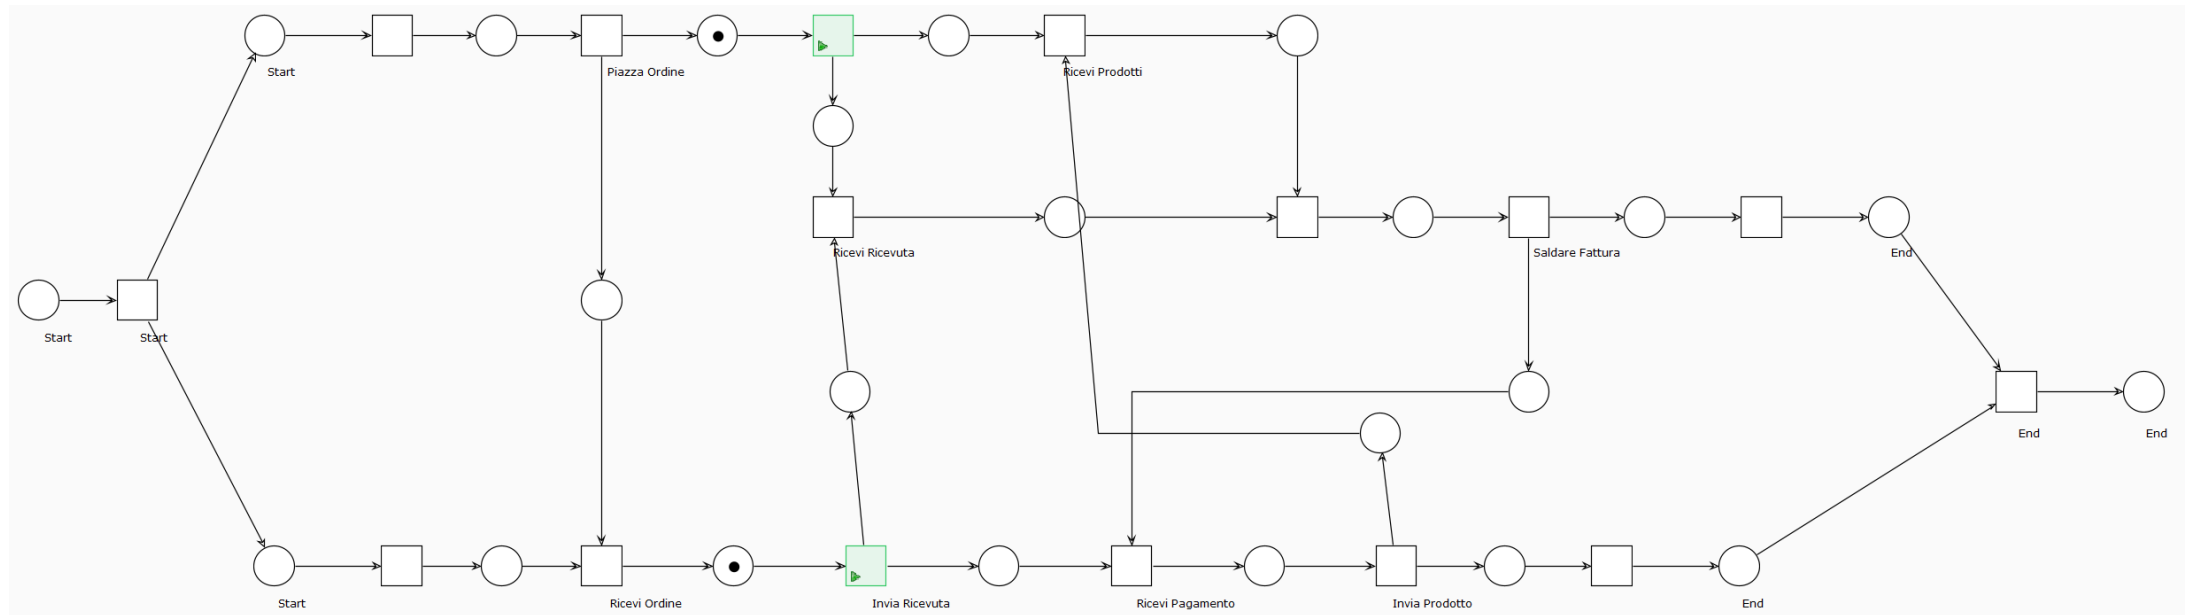 Start
Piazza Ordine
Ricevi Prodotti
Ricevi Ricevuta
Saldare Fattura
End
Start
Start
End
End
Start
Ricevi Ordine
Invia Ricevuta
Ricevi Pagamento
Invia Prodotto
End